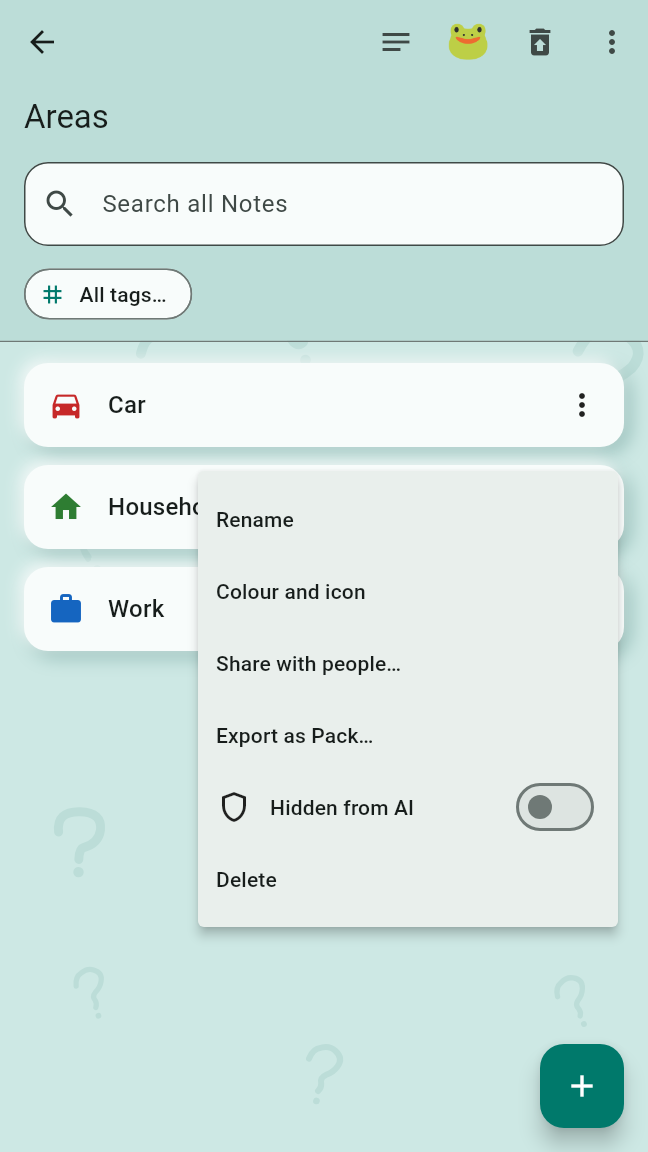 Areas
Search all Notes
All tags…
Car
Rename
Colour and icon
Work
Share with people…
Export as Pack…
Hidden from AI
Delete